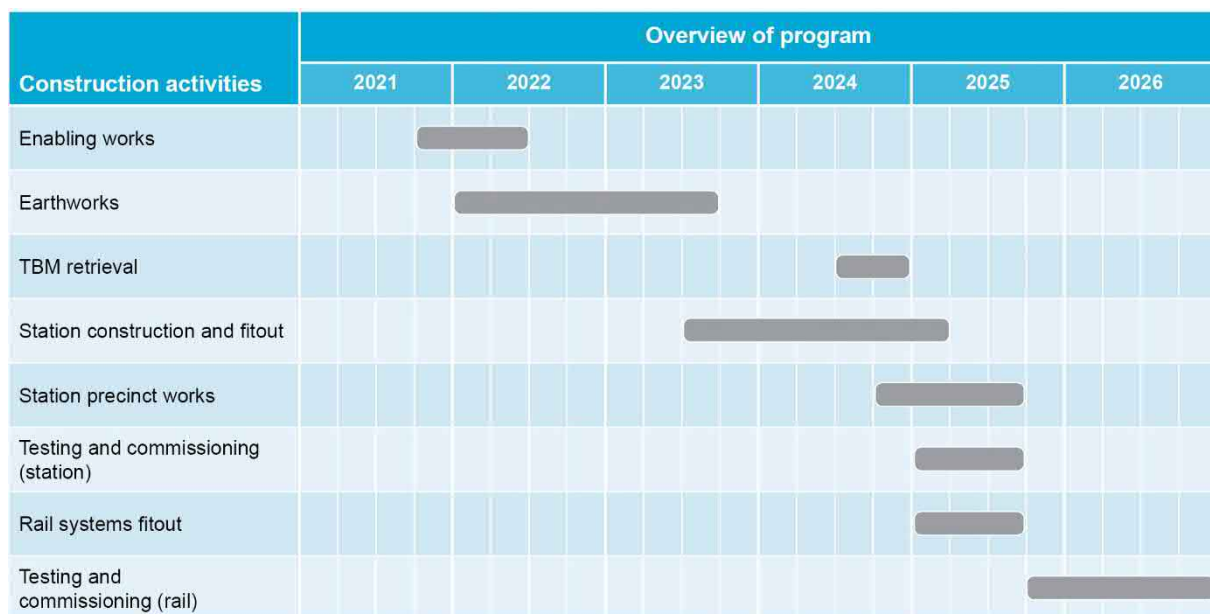 Overview of program
Construction activities
2021 2022 2023 2024 2025 2026
Enabling works
Earthworks
TBM retrieval
Station construction and fitout
Station precinct works
Testing and commissioning
(station)
Rail systems fitout
Testing and
commissioning (rail)